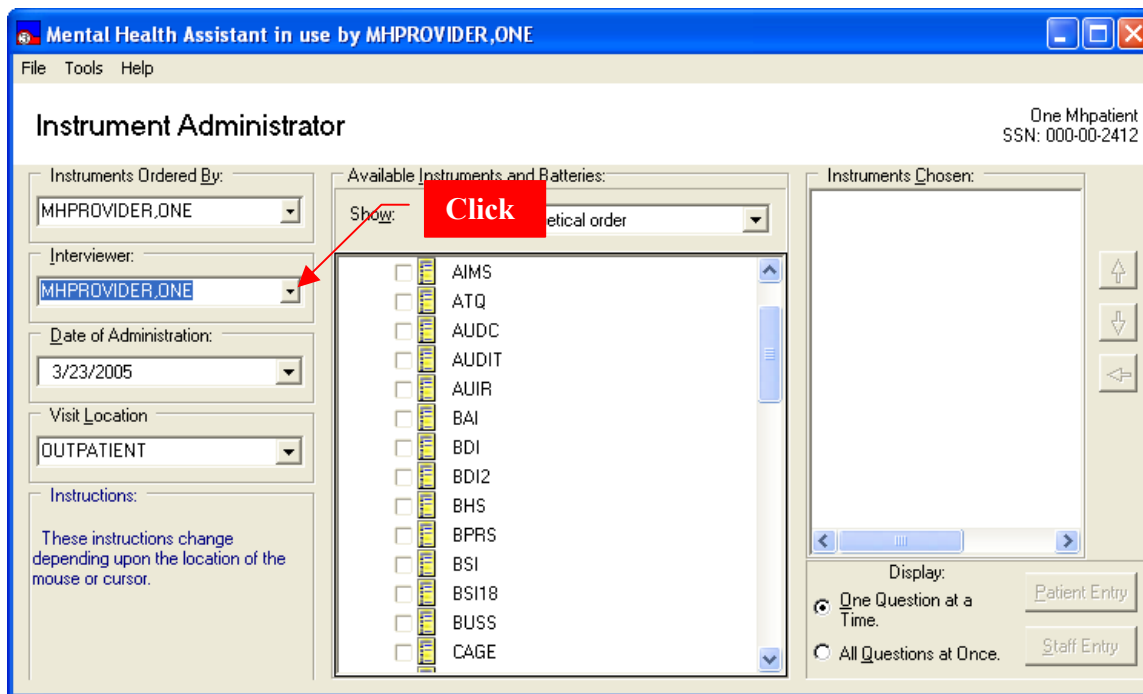 Mental Health Assistant in use by MHPROVIDER,ONE
File Tools Help
Instrument Administrator
One Mhpatient
SSN: 000-00-2412
Instruments Ordered By:
MHPROVIDER,ONE
Interviewer:
MHPROVIDER,ONE
Date of Administration:
3/23/2005
Visit Location
OUTPATIENT
Instructions:
These instructions change
depending upon the location of the
mouse or cursor.
Available Instruments and Batteries:
Show:
Click
etical order
AIMS
ATQ
AUDC
AUDIT
AUIR
BAI
BDI
BDI2
BHS
BPRS
BSI
BSI18
BUSS
CAGE
Instruments Chosen:
Display:
One Question at a
Time.
All Questions at Once.
Patient Entry
Staff Entry